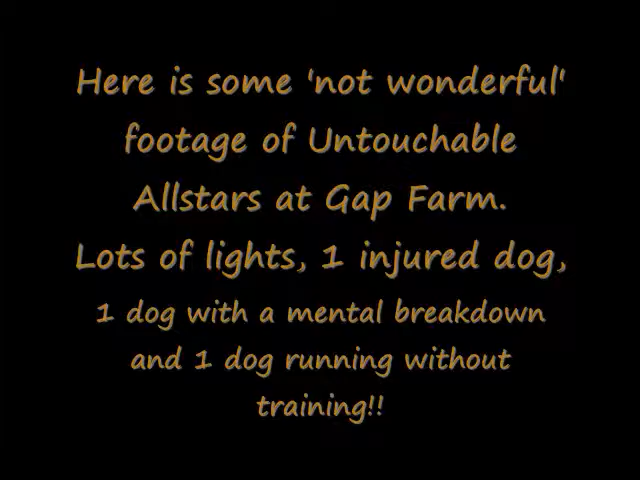 Here is some 'not wonderful'
footage of Untouchable
Allstars at Gap Farm.
Lots of lights, 1 injured dog,
1 dog with a mental breakdown
and 1 dog running without
training!!